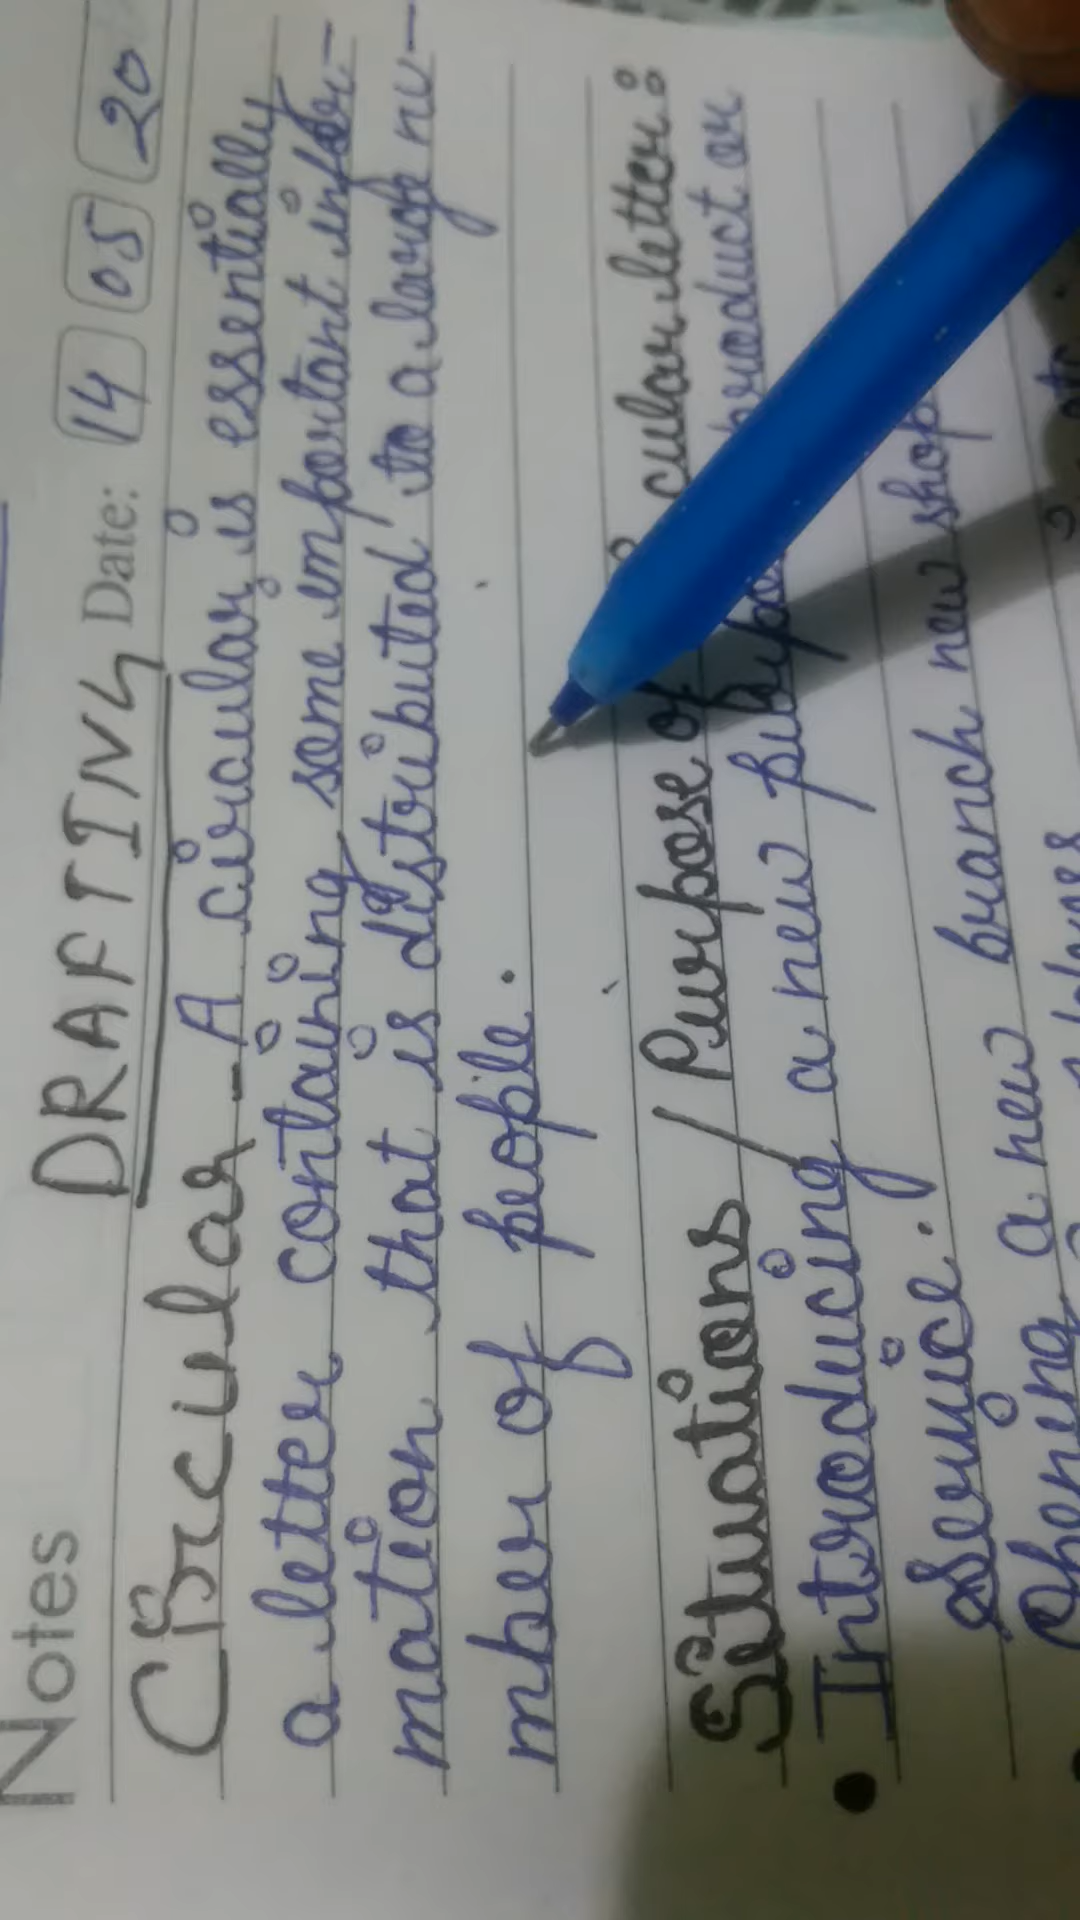 Notes
DRAFTING Date: 14 05 20
Circular - A circular is essentially
a letter containing some important infor-
mation that is distributed to a large nu-
mber of people.
Situations / Purpose of cular letter:
• Introducing a new product or
service.
Opening a new branch new shop